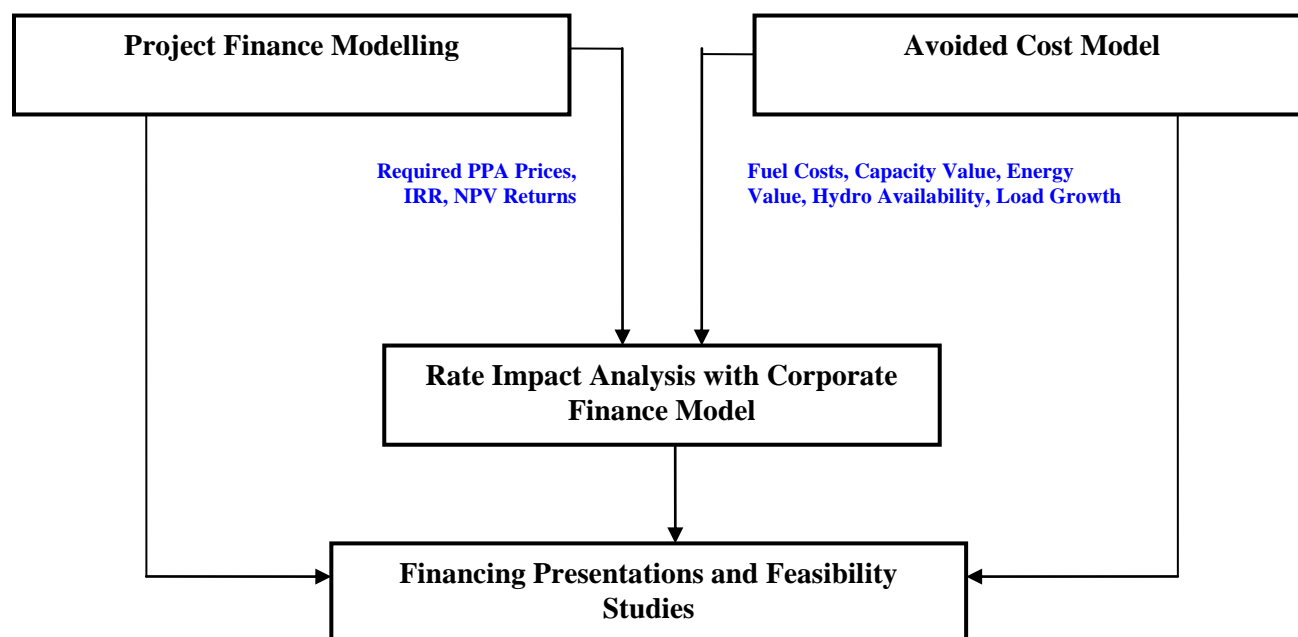 Project Finance Modelling
Avoided Cost Model
Required PPA Prices,
IRR, NPV Returns
Fuel Costs, Capacity Value, Energy
Value, Hydro Availability, Load Growth
Rate Impact Analysis with Corporate
Finance Model
Financing Presentations and Feasibility
Studies